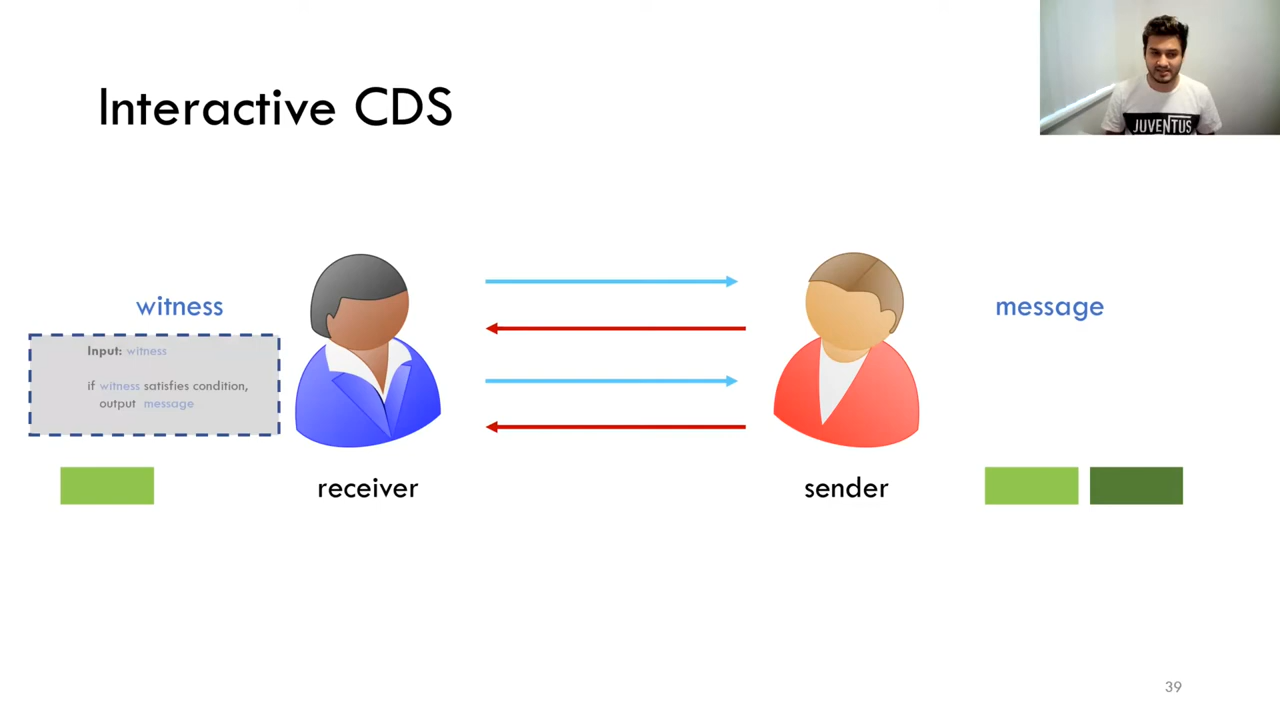 Interactive CDS
JUVENTUS
witness
message
Input: witness
if witness satisfies condition,
output message
receiver
sender
39